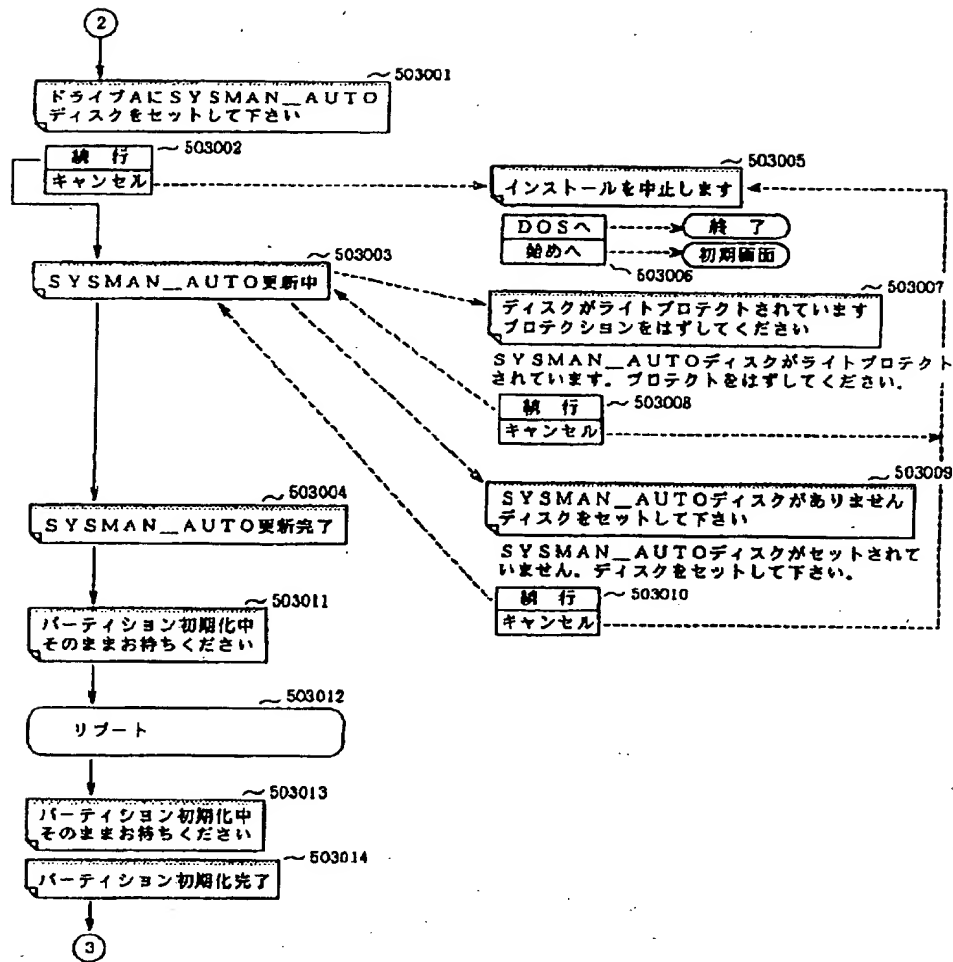 2
503001
ドライブAにSYSMAN__AUTO
ディスクをセットして下さい
503002
続 行
キャンセル
503005
インストールを中止します
DOSへ
終 了
始めへ
初期画面
503006
503003
SYSMAN__AUTO更新中
503007
ディスクがライトプロテクトされています
プロテクションをはずしてください
SYSMAN__AUTOディスクがライトプロテクト
されています. プロテクトをはずしてください.
503008
続 行
キャンセル
503009
SYSMAN__AUTOディスクがありません
ディスクをセットして下さい
SYSMAN__AUTOディスクがセットされて
いません. ディスクをセットして下さい.
503010
続 行
キャンセル
503004
SYSMAN__AUTO更新完了
503011
パーティション初期化中
そのままお待ちください
503012
リブート
503013
パーティション初期化中
そのままお待ちください
503014
パーティション初期化完了
3